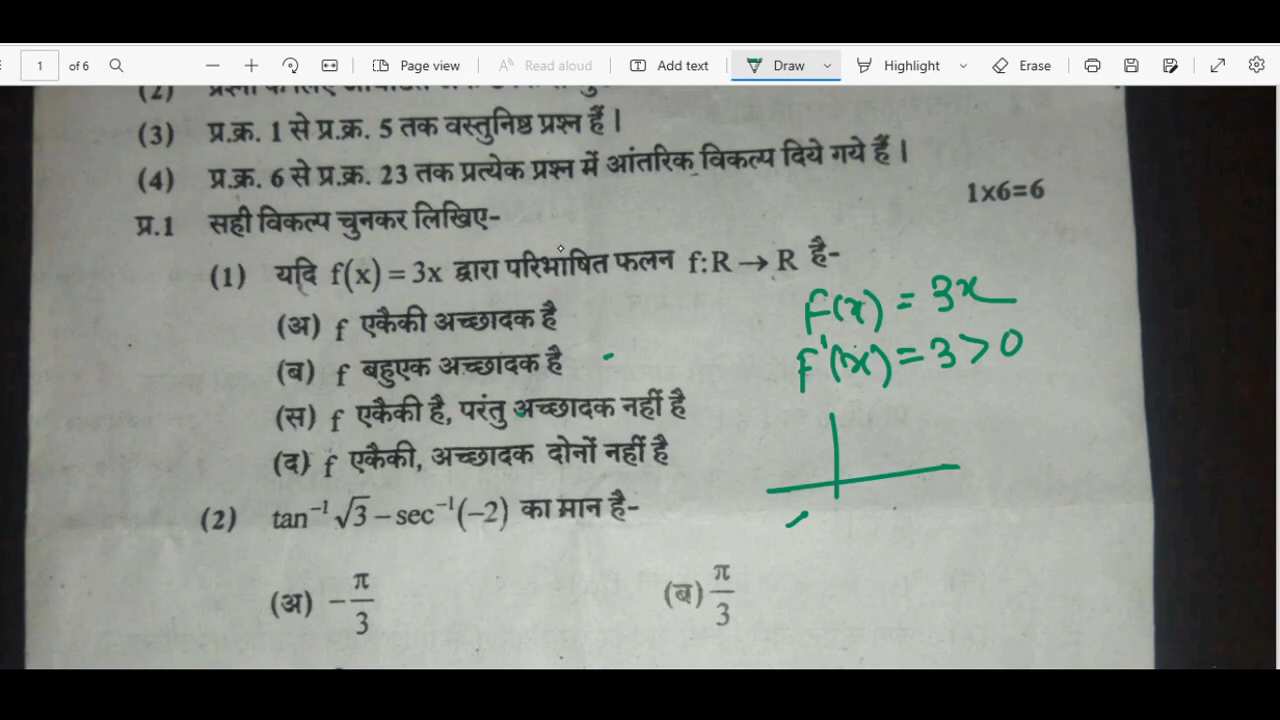 1 of 6 Page view Read aloud Add text Draw Highlight Erase
(2)
(3) प्र.क्र. 1 से प्र.क्र. 5 तक वस्तुनिष्ठ प्रश्न हैं ।
(4) प्र.क्र. 6 से प्र.क्र. 23 तक प्रत्येक प्रश्न में आंतरिक विकल्प दिये गये हैं ।
1x6=6
प्र.1 सही विकल्प चुनकर लिखिए-
(1) यदि f(x) = 3x द्वारा परिभाषित फलन f:R → R है-
f(x) = 3x
(अ) f एकैकी अच्छादक है
f'(x) = 3 > 0
(ब) f बहुएक अच्छादक है
(स) f एकैकी है, परंतु अच्छादक नहीं है
(द) f एकैकी, अच्छादक दोनों नहीं है
(2) tan⁻¹ √3 – sec⁻¹(–2) का मान है-
(अ) –π/3 (ब) π/3